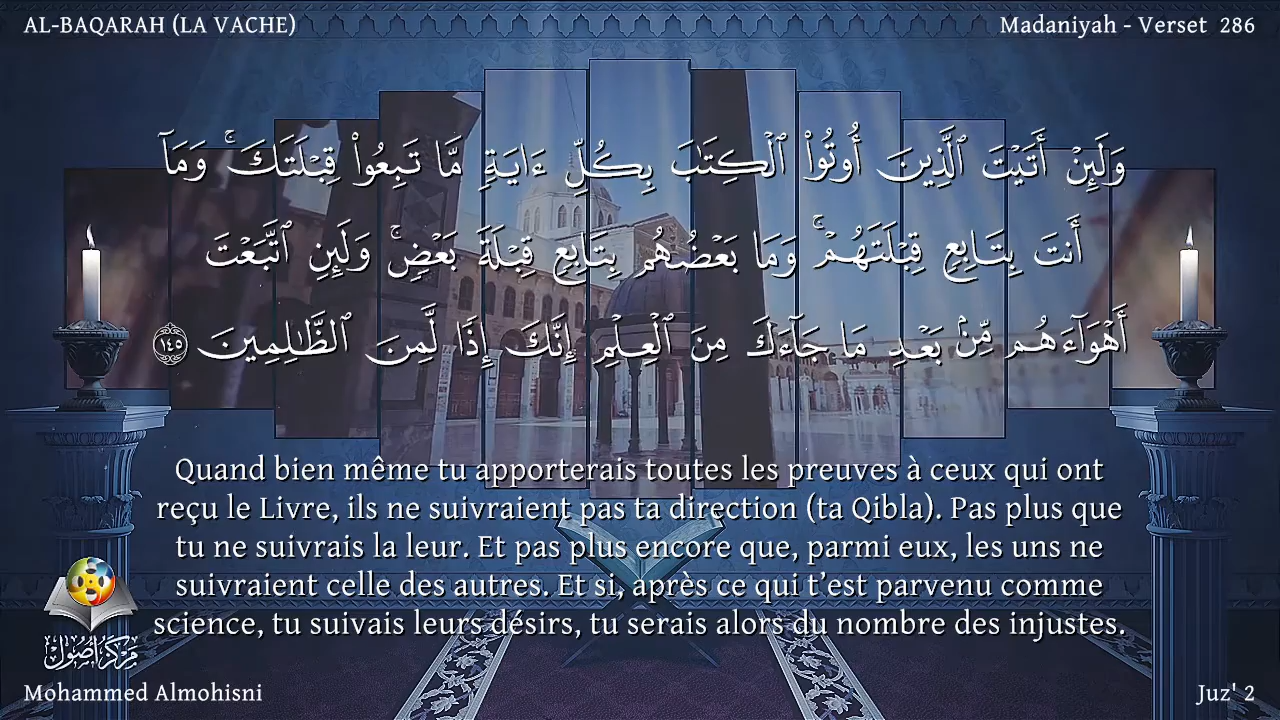 AL-BAQARAH (LA VACHE)
Madaniyah - Verset 286
وَلَئِنْ أَتَيْتَ ٱلَّذِينَ أُوتُوا۟ ٱلْكِتَٰبَ بِكُلِّ ءَايَةٍ مَّا تَبِعُوا۟ قِبْلَتَكَ ۚ وَمَآ
أَنتَ بِتَابِعٍ قِبْلَتَهُمْ ۚ وَمَا بَعْضُهُم بِتَابِعٍ قِبْلَةَ بَعْضٍ ۚ وَلَئِنِ ٱتَّبَعْتَ
أَهْوَآءَهُم مِّنۢ بَعْدِ مَا جَآءَكَ مِنَ ٱلْعِلْمِ إِنَّكَ إِذًا لَّمِنَ ٱلظَّٰلِمِينَ ١٤٥
Quand bien même tu apporterais toutes les preuves à ceux qui ont
reçu le Livre, ils ne suivraient pas ta direction (ta Qibla). Pas plus que
tu ne suivrais la leur. Et pas plus encore que, parmi eux, les uns ne
suivraient celle des autres. Et si, après ce qui t’est parvenu comme
science, tu suivais leurs désirs, tu serais alors du nombre des injustes.
مركز أصول
Mohammed Almohisni
Juz' 2